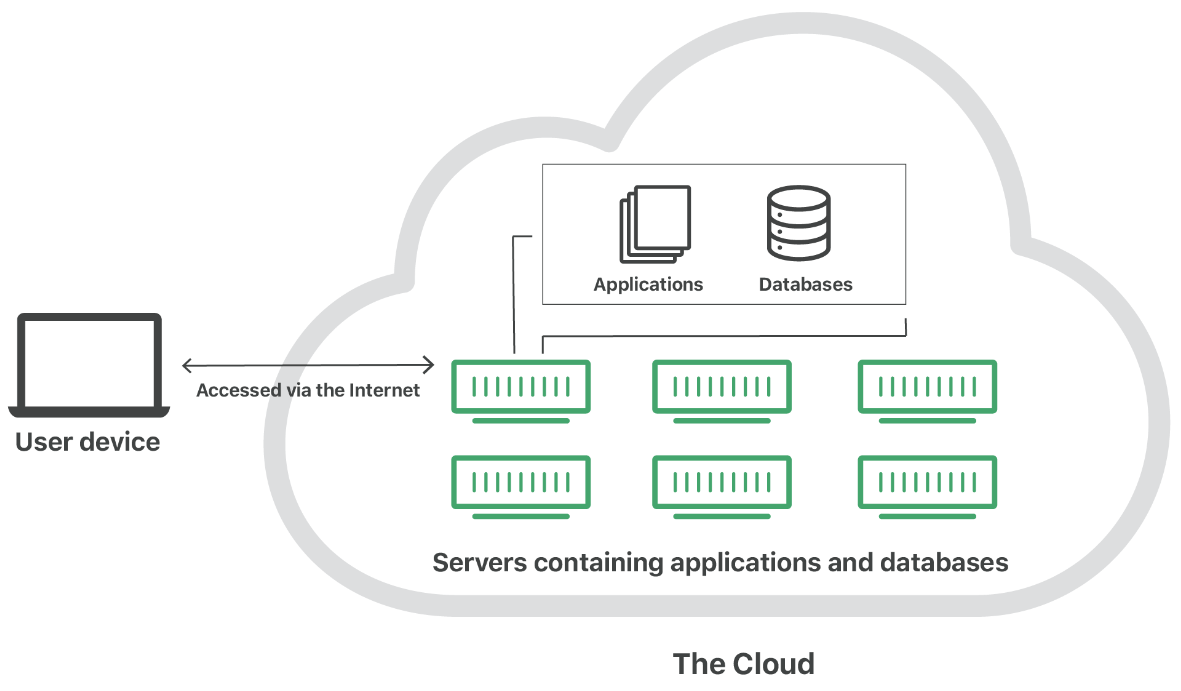 Applications
Databases
Accessed via the Internet
User device
Servers containing applications and databases
The Cloud